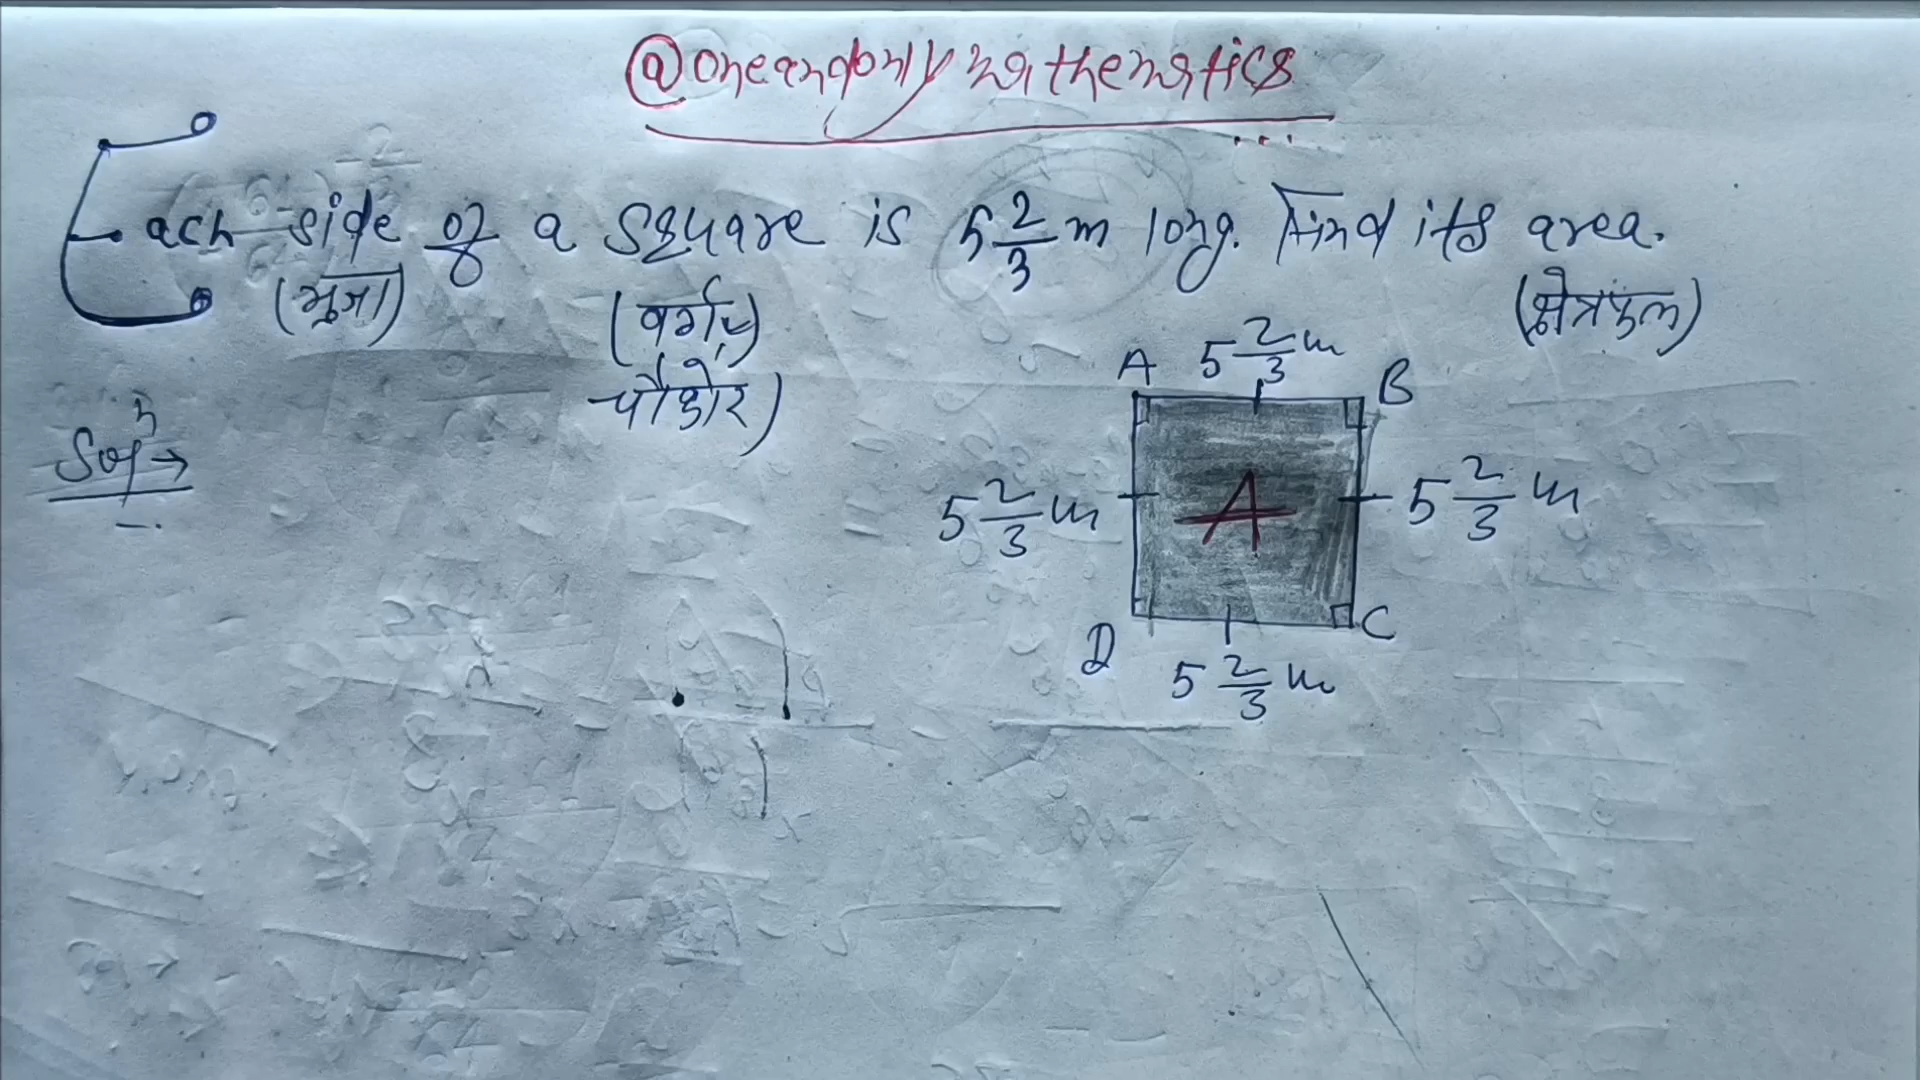 @oneandonlymathematics
Each side of a square is 5 2/3 m long. Find its area.
(भुजा) (वर्ग, (क्षेत्रफल)
चौकोर)
Solⁿ→
A 5 2/3 m B
5 2/3 m A 5 2/3 m
D 5 2/3 m C